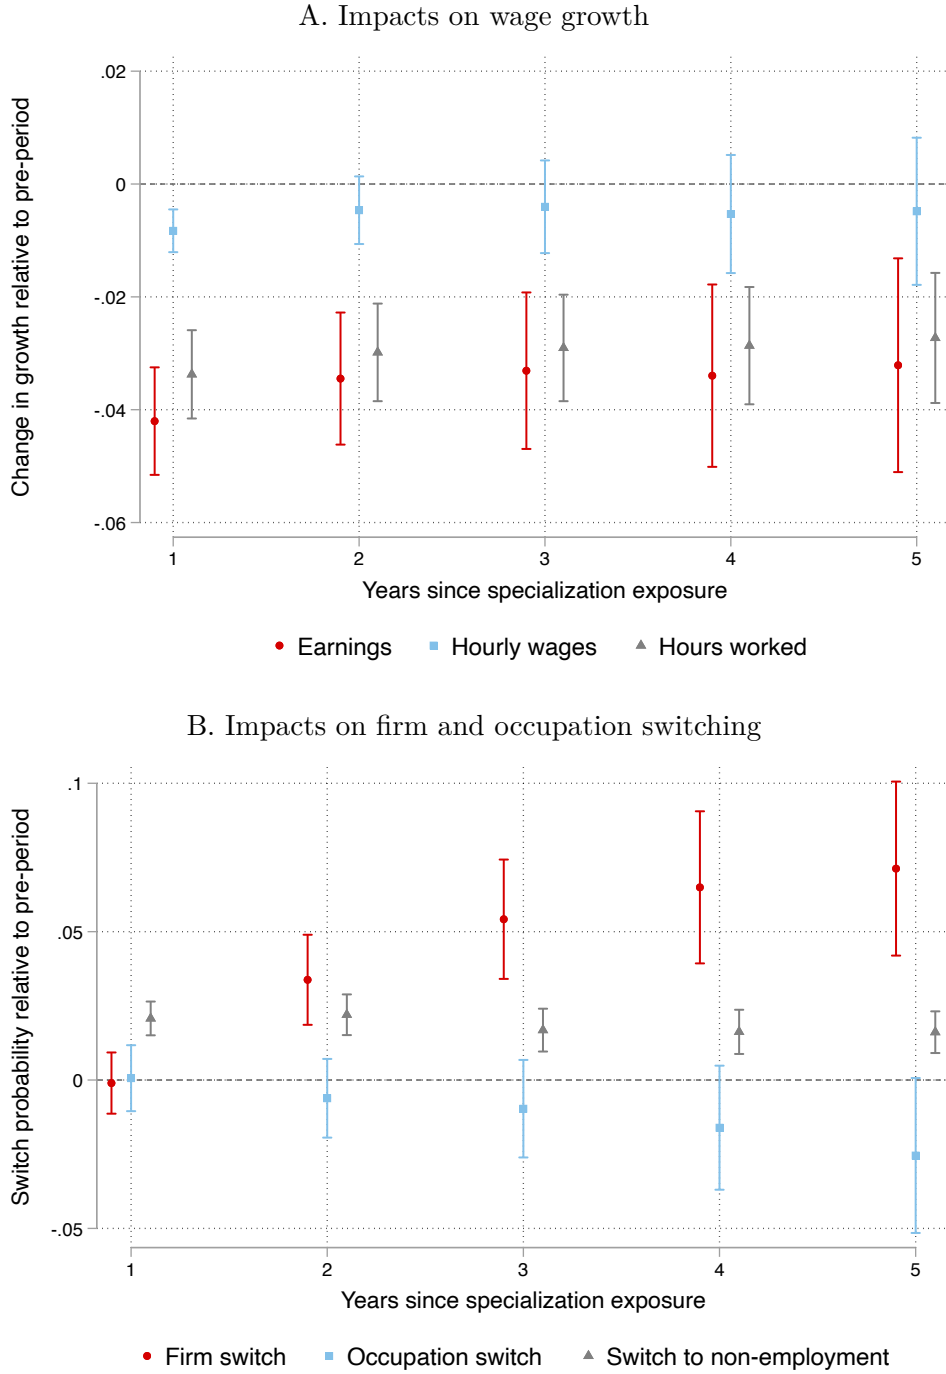 A. Impacts on wage growth
Change in growth relative to pre-period
.02
0
-.02
-.04
-.06
1 2 3 4 5
Years since specialization exposure
Earnings Hourly wages Hours worked
B. Impacts on firm and occupation switching
Switch probability relative to pre-period
.1
.05
0
-.05
1 2 3 4 5
Years since specialization exposure
Firm switch Occupation switch Switch to non-employment